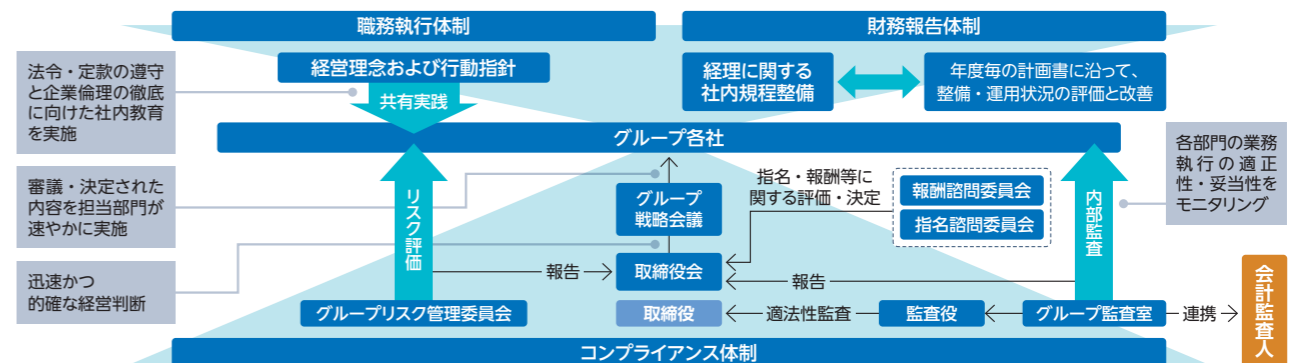 職務執行体制
財務報告体制
法令・定款の遵守
と企業倫理の徹底
に向けた社内教育
を実施
経営理念および行動指針
共有実践
経理に関する
社内規程整備
年度毎の計画書に沿って、
整備・運用状況の評価と改善
グループ各社
各部門の業務
執行の適正
性・妥当性を
モニタリング
審議・決定された
内容を担当部門が
速やかに実施
リスク評価
グループ
戦略会議
指名・報酬等に
関する評価・決定
報酬諮問委員会
指名諮問委員会
内部監査
迅速かつ
的確な経営判断
報告
取締役会
報告
グループリスク管理委員会
取締役
適法性監査
監査役
グループ監査室
連携
会計監査人
コンプライアンス体制